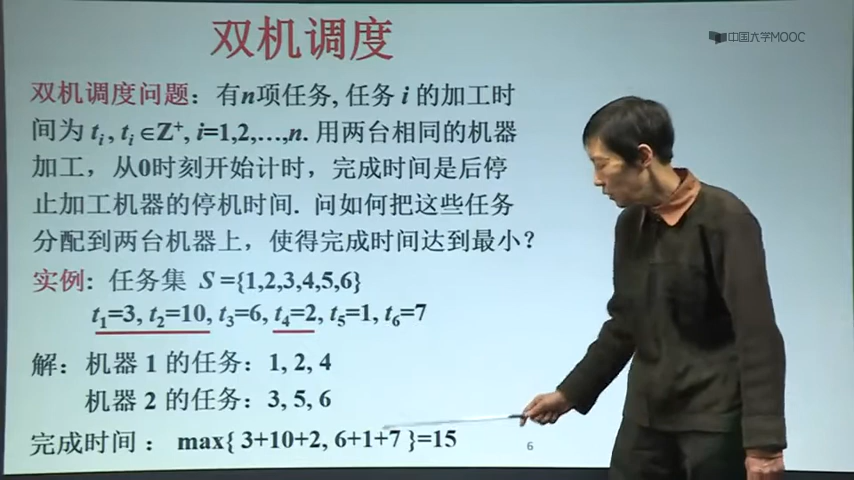 双机调度
中国大学MOOC
双机调度问题：有n项任务, 任务 i 的加工时
间为 tᵢ, tᵢ∈Z⁺, i=1,2,…,n. 用两台相同的机器
加工，从0时刻开始计时，完成时间是后停
止加工机器的停机时间. 问如何把这些任务
分配到两台机器上，使得完成时间达到最小？
实例: 任务集 S ={1,2,3,4,5,6}
t₁=3, t₂=10, t₃=6, t₄=2, t₅=1, t₆=7
解: 机器 1 的任务: 1, 2, 4
机器 2 的任务: 3, 5, 6
完成时间： max{ 3+10+2, 6+1+7 }=15
6